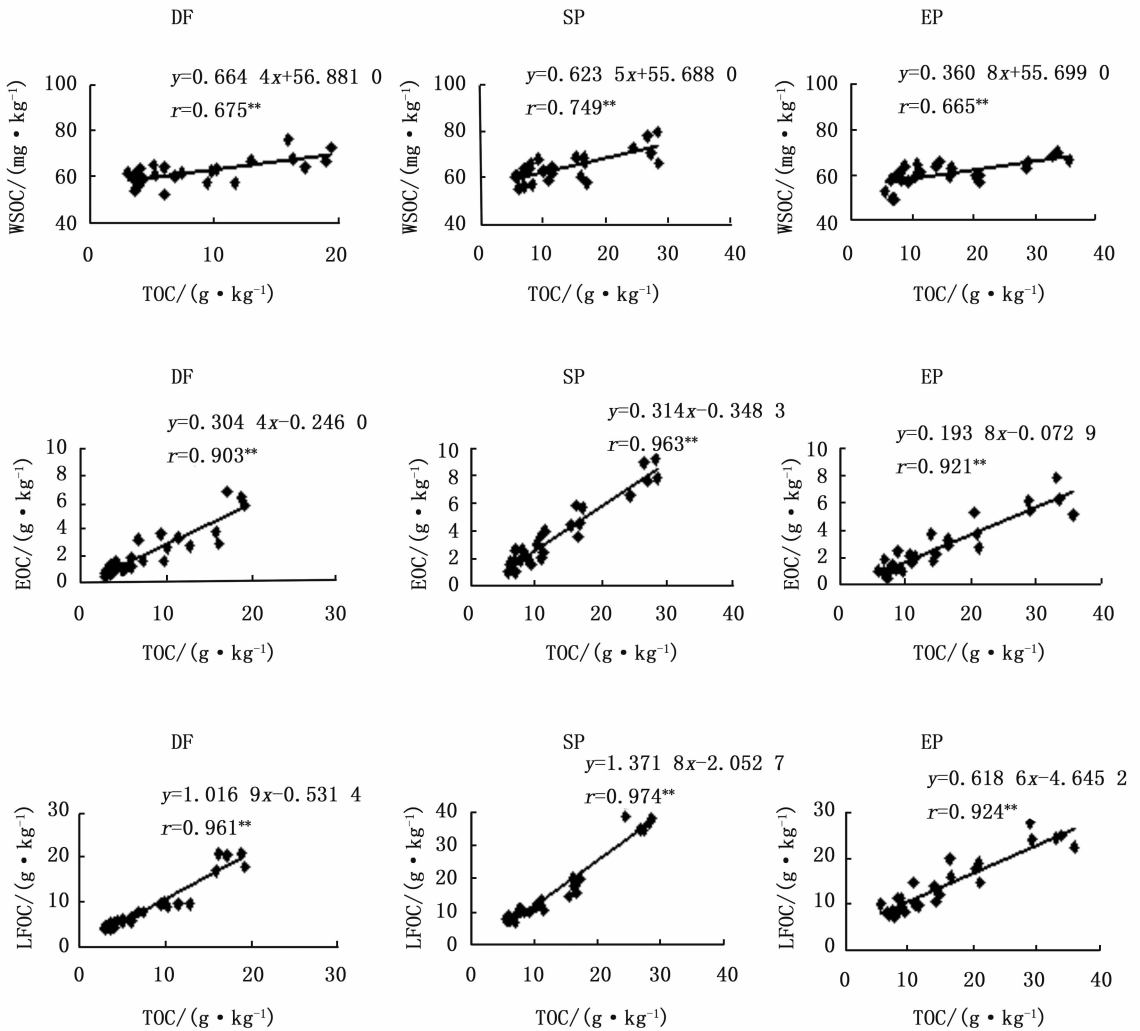 DF
SP
EP
y=0.664 4x+56.881 0
r=0.675**
y=0.623 5x+55.688 0
r=0.749**
y=0.360 8x+55.699 0
r=0.665**
WSOC/(mg·kg⁻¹)
100
80
60
40
0
10
20
TOC/(g·kg⁻¹)
WSOC/(mg·kg⁻¹)
100
80
60
40
0
10
20
30
40
TOC/(g·kg⁻¹)
WSOC/(mg·kg⁻¹)
100
80
60
40
0
10
20
30
40
TOC/(g·kg⁻¹)
DF
SP
EP
y=0.304 4x-0.246 0
r=0.903**
y=0.314x-0.348 3
r=0.963**
y=0.193 8x-0.072 9
r=0.921**
EOC/(g·kg⁻¹)
10
8
6
4
2
0
0
10
20
30
TOC/(g·kg⁻¹)
EOC/(g·kg⁻¹)
10
8
6
4
2
0
0
10
20
30
40
TOC/(g·kg⁻¹)
EOC/(g·kg⁻¹)
10
8
6
4
2
0
0
10
20
30
40
TOC/(g·kg⁻¹)
DF
SP
EP
y=1.016 9x-0.531 4
r=0.961**
y=1.371 8x-2.052 7
r=0.974**
y=0.618 6x-4.645 2
r=0.924**
LFOC/(g·kg⁻¹)
30
20
10
0
0
10
20
30
TOC/(g·kg⁻¹)
LFOC/(g·kg⁻¹)
40
30
20
10
0
0
10
20
30
40
TOC/(g·kg⁻¹)
LFOC/(g·kg⁻¹)
30
20
10
0
0
10
20
30
40
TOC/(g·kg⁻¹)